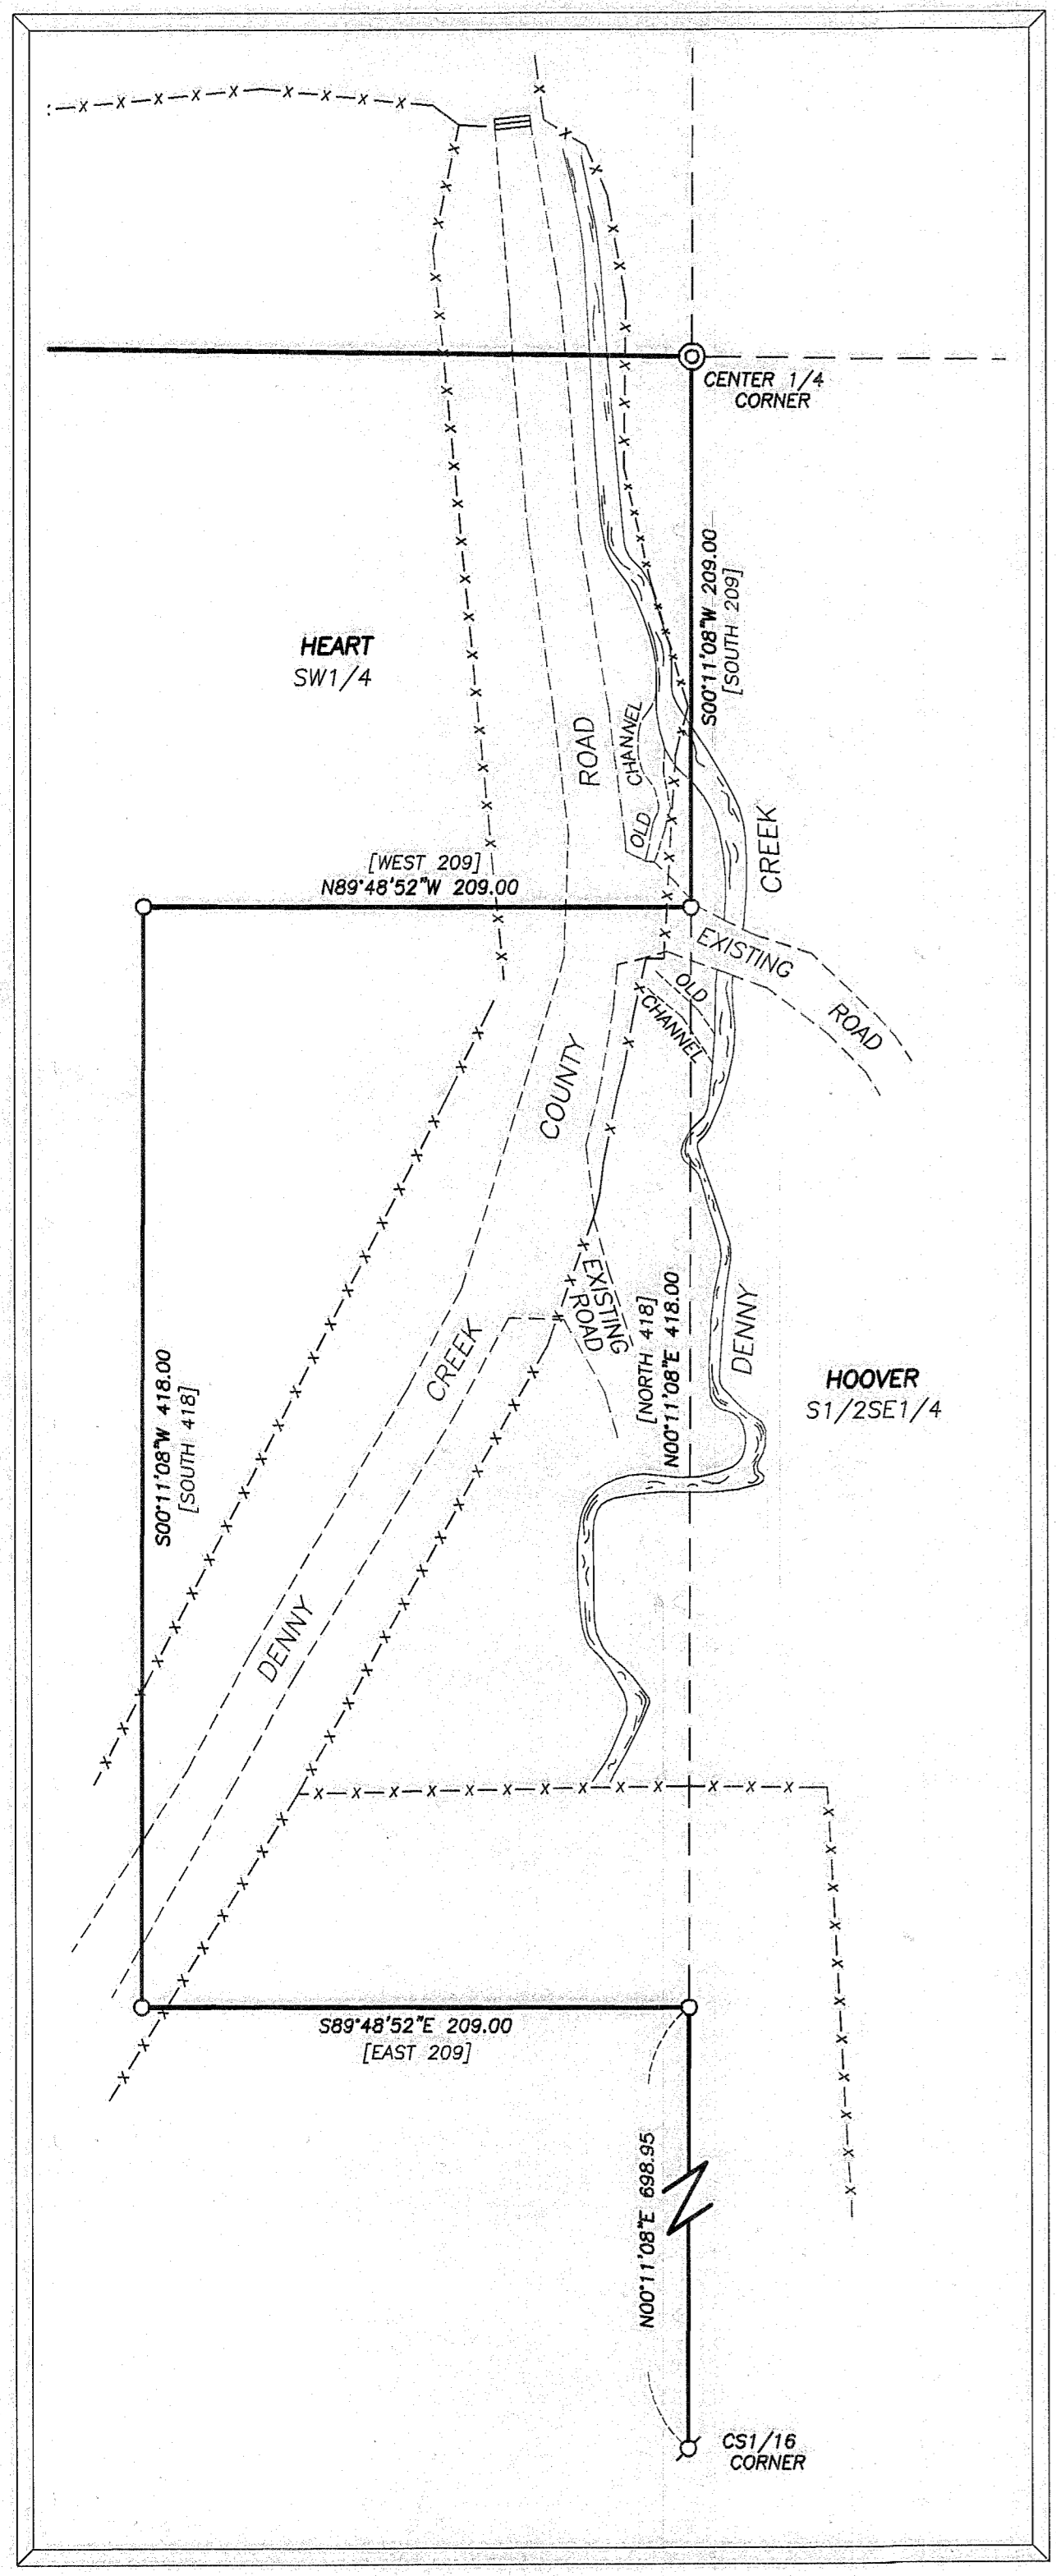 CENTER 1/4
CORNER
S00°11'08"W 209.00
[SOUTH 209]
HEART
SW1/4
ROAD
CHANNEL
OLD
CREEK
[WEST 209]
N89°48'52"W 209.00
EXISTING
ROAD
OLD
CHANNEL
COUNTY
EXISTING
ROAD
[NORTH 418]
N00°11'08"E 418.00
DENNY
CREEK
HOOVER
S1/2SE1/4
S00°11'08"W 418.00
[SOUTH 418]
DENNY
S89°48'52"E 209.00
[EAST 209]
N00°11'08"E 698.95
CS1/16
CORNER